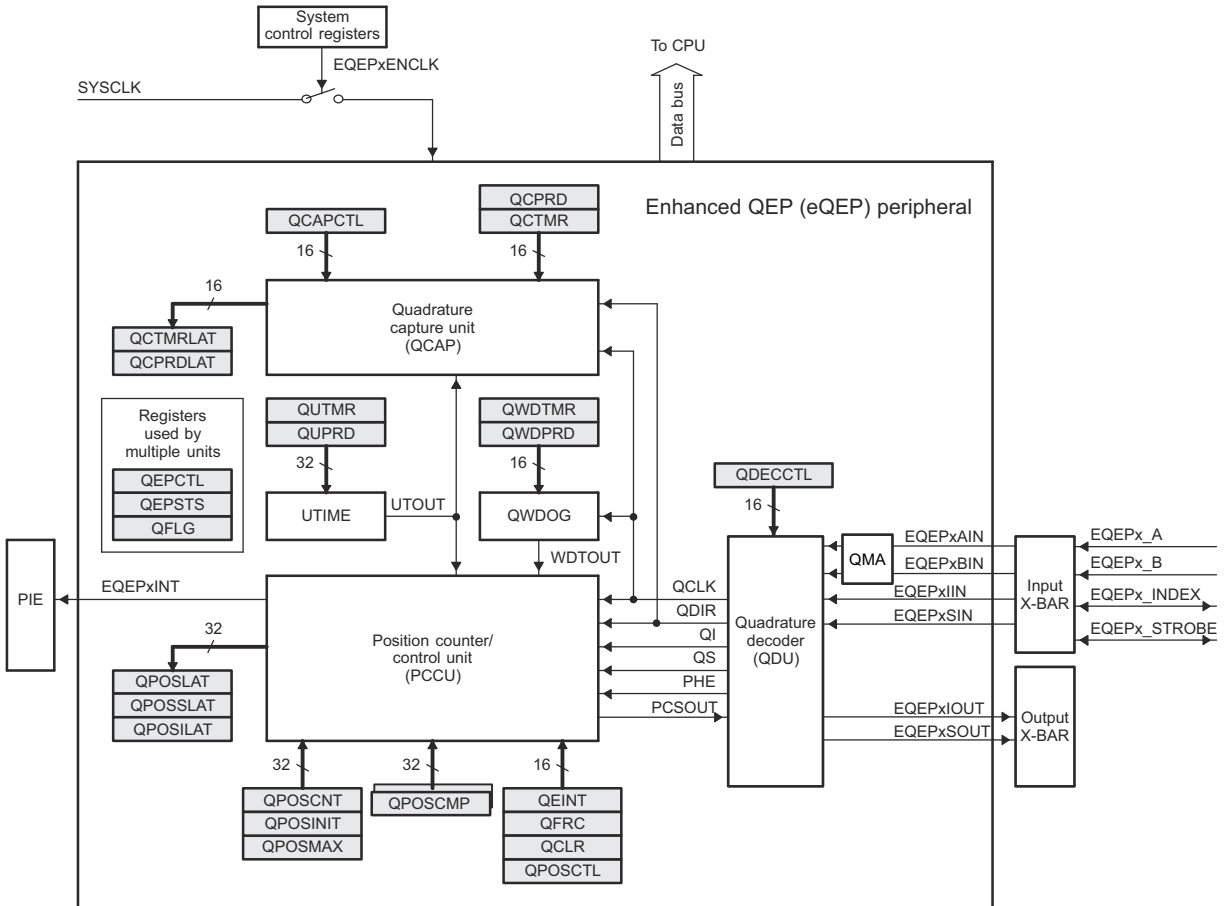 System
control registers
To CPU
EQEPxENCLK
SYSCLK
Data bus
Enhanced QEP (eQEP) peripheral
QCAPCTL
QCPRD
QCTMR
16
16
16
Quadrature
capture unit
(QCAP)
QCTMRLAT
QCPRDLAT
Registers
used by
multiple units
QEPCTL
QEPSTS
QFLG
QUTMR
QUPRD
32
QWDTMR
QWDPRD
16
UTIME
UTOUT
QWDOG
WDTOUT
QDECCTL
16
EQEPxAIN
EQEPxBIN
EQEPxIIN
EQEPxSIN
QMA
Input
X-BAR
EQEPx_A
EQEPx_B
EQEPx_INDEX
EQEPx_STROBE
PIE
EQEPxINT
Position counter/
control unit
(PCCU)
QCLK
QDIR
QI
QS
PHE
PCSOUT
Quadrature
decoder
(QDU)
32
QPOSLAT
QPOSSLAT
QPOSILAT
EQEPxIOUT
EQEPxSOUT
Output
X-BAR
32
32
16
QPOSCNT
QPOSINIT
QPOSMAX
QPOSCMP
QEINT
QFRC
QCLR
QPOSCTL